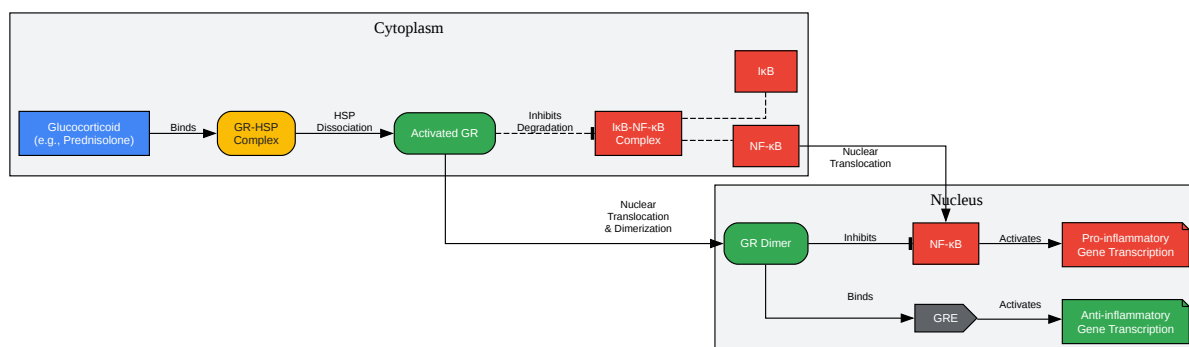 Cytoplasm
IκB
Glucocorticoid
(e.g., Prednisolone)
Binds
GR-HSP
Complex
HSP
Dissociation
Activated GR
Inhibits
Degradation
IκB-NF-κB
Complex
NF-κB
Nuclear
Translocation
Nucleus
Nuclear
Translocation
& Dimerization
GR Dimer
Inhibits
NF-κB
Activates
Pro-inflammatory
Gene Transcription
Binds
GRE
Activates
Anti-inflammatory
Gene Transcription